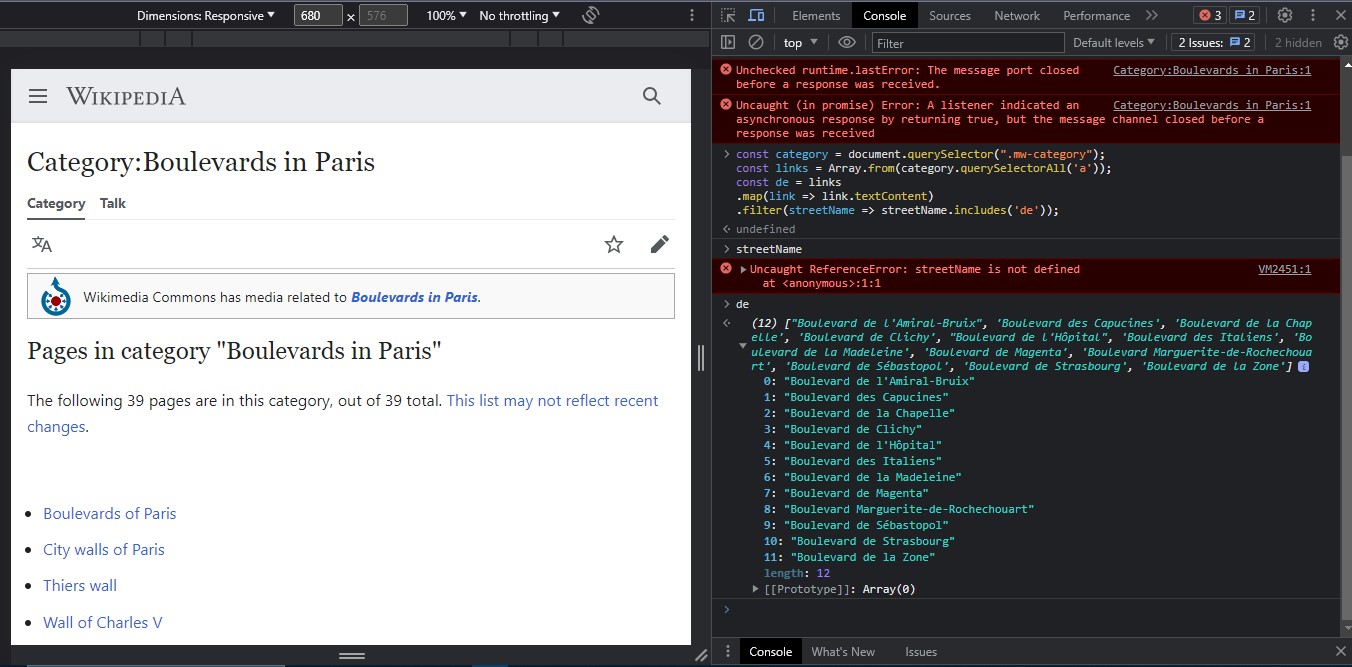 Dimensions: Responsive ▼ 680 × 576 100% ▼ No throttling ▼
Elements Console Sources Network Performance 3 2
top ▼ Filter Default levels ▼ 2 Issues: 2 2 hidden
WIKIPEDIA
Category:Boulevards in Paris
Category Talk
Wikimedia Commons has media related to Boulevards in Paris.
Pages in category "Boulevards in Paris"
The following 39 pages are in this category, out of 39 total. This list may not reflect recent
changes.
Boulevards of Paris
City walls of Paris
Thiers wall
Wall of Charles V
Unchecked runtime.lastError: The message port closed Category:Boulevards in Paris:1
before a response was received.
Uncaught (in promise) Error: A listener indicated an Category:Boulevards in Paris:1
asynchronous response by returning true, but the message channel closed before a
response was received
const category = document.querySelector(".mw-category");
const links = Array.from(category.querySelectorAll('a'));
const de = links
.map(link => link.textContent)
.filter(streetName => streetName.includes('de'));
undefined
streetName
Uncaught ReferenceError: streetName is not defined VM2451:1
at <anonymous>:1:1
de
(12) ["Boulevard de l'Amiral-Bruix", 'Boulevard des Capucines', 'Boulevard de la Chap
elle', 'Boulevard de Clichy', "Boulevard de l'Hôpital", 'Boulevard des Italiens', 'Bo
ulevard de la Madeleine', 'Boulevard de Magenta', 'Boulevard Marguerite-de-Rochechoua
rt', 'Boulevard de Sébastopol', 'Boulevard de Strasbourg', 'Boulevard de la Zone'] i
0: "Boulevard de l'Amiral-Bruix"
1: "Boulevard des Capucines"
2: "Boulevard de la Chapelle"
3: "Boulevard de Clichy"
4: "Boulevard de l'Hôpital"
5: "Boulevard des Italiens"
6: "Boulevard de la Madeleine"
7: "Boulevard de Magenta"
8: "Boulevard Marguerite-de-Rochechouart"
9: "Boulevard de Sébastopol"
10: "Boulevard de Strasbourg"
11: "Boulevard de la Zone"
length: 12
[[Prototype]]: Array(0)
Console What's New Issues